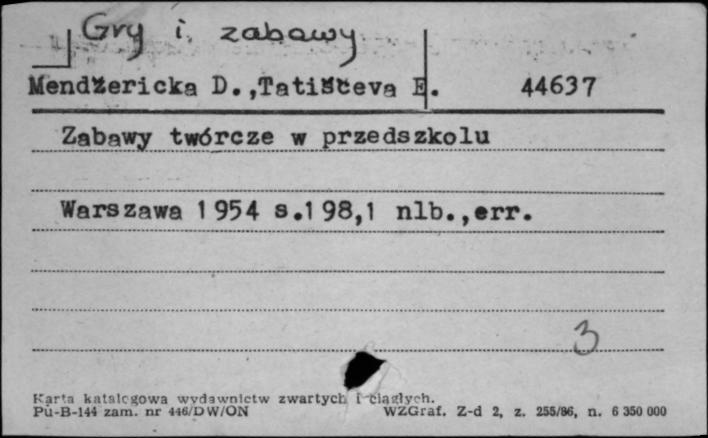 Gry i zabawy
Mendžericka D.,Tatiščeva E. 44637
Zabawy twórcze w przedszkolu
Warszawa 1954 s.198,1 nlb.,err.
3
Karta katalogowa wydawnictw zwartych i ciągłych.
Pu-B-144 zam. nr 446/DW/ON WZGraf. Z-d 2, z. 255/86, n. 6 350 000